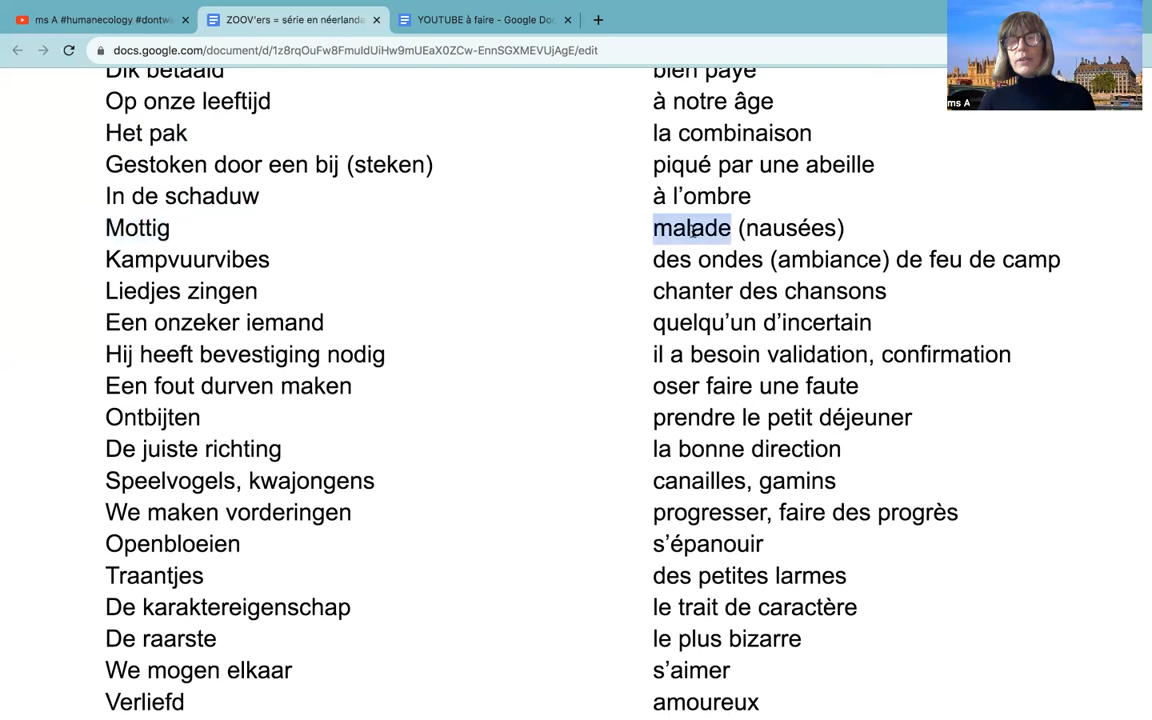 ms A #humanecology #dontwa
ZOOV'ers = série en néerlanda
YOUTUBE à faire - Google Doc
docs.google.com/document/d/1z8rqOuFw8FmuIdUiHw9mUEaX0ZCw-EnnSGXMEVUjAgE/edit
ms A
Dik betaald bien payé
Op onze leeftijd à notre âge
Het pak la combinaison
Gestoken door een bij (steken) piqué par une abeille
In de schaduw à l’ombre
Mottig malade (nausées)
Kampvuurvibes des ondes (ambiance) de feu de camp
Liedjes zingen chanter des chansons
Een onzeker iemand quelqu’un d’incertain
Hij heeft bevestiging nodig il a besoin validation, confirmation
Een fout durven maken oser faire une faute
Ontbijten prendre le petit déjeuner
De juiste richting la bonne direction
Speelvogels, kwajongens canailles, gamins
We maken vorderingen progresser, faire des progrès
Openbloeien s’épanouir
Traantjes des petites larmes
De karaktereigenschap le trait de caractère
De raarste le plus bizarre
We mogen elkaar s’aimer
Verliefd amoureux